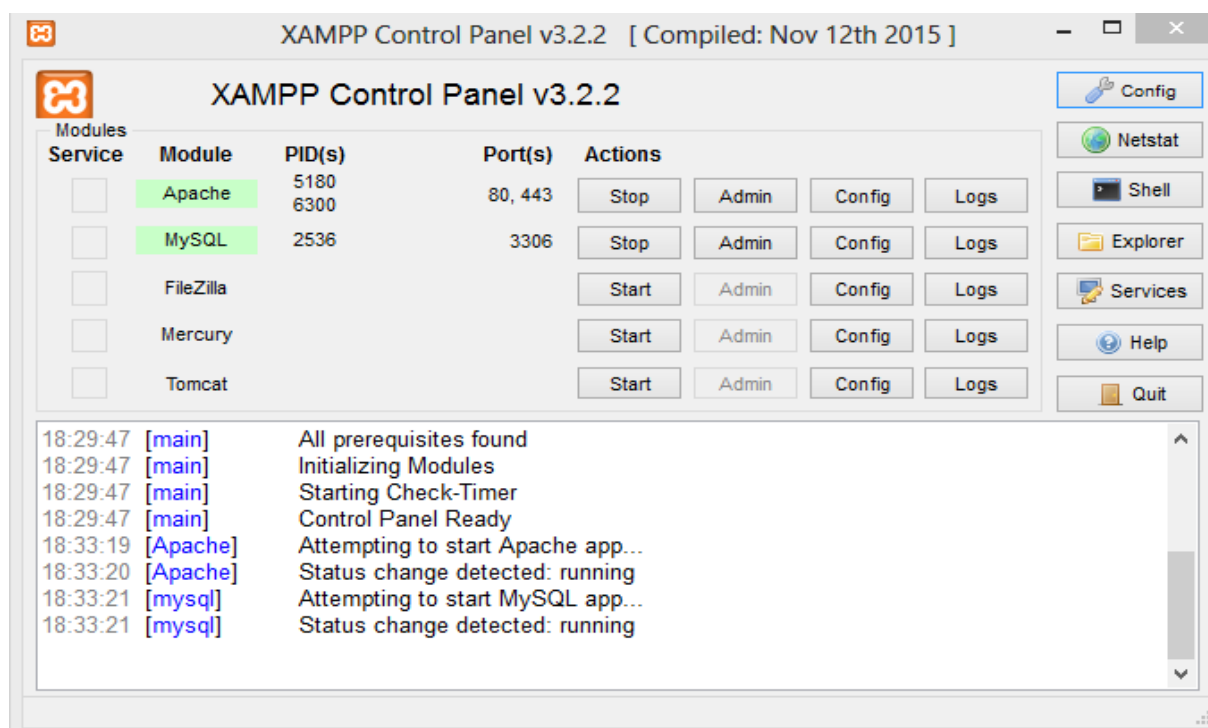 XAMPP Control Panel v3.2.2 [ Compiled: Nov 12th 2015 ]
XAMPP Control Panel v3.2.2
Config
Modules
Netstat
Service Module PID(s) Port(s) Actions
Apache 5180 6300 80, 443 Stop Admin Config Logs
Shell
MySQL 2536 3306 Stop Admin Config Logs
Explorer
FileZilla Start Admin Config Logs
Services
Mercury Start Admin Config Logs
Help
Tomcat Start Admin Config Logs
Quit
18:29:47 [main] All prerequisites found
18:29:47 [main] Initializing Modules
18:29:47 [main] Starting Check-Timer
18:29:47 [main] Control Panel Ready
18:33:19 [Apache] Attempting to start Apache app...
18:33:20 [Apache] Status change detected: running
18:33:21 [mysql] Attempting to start MySQL app...
18:33:21 [mysql] Status change detected: running